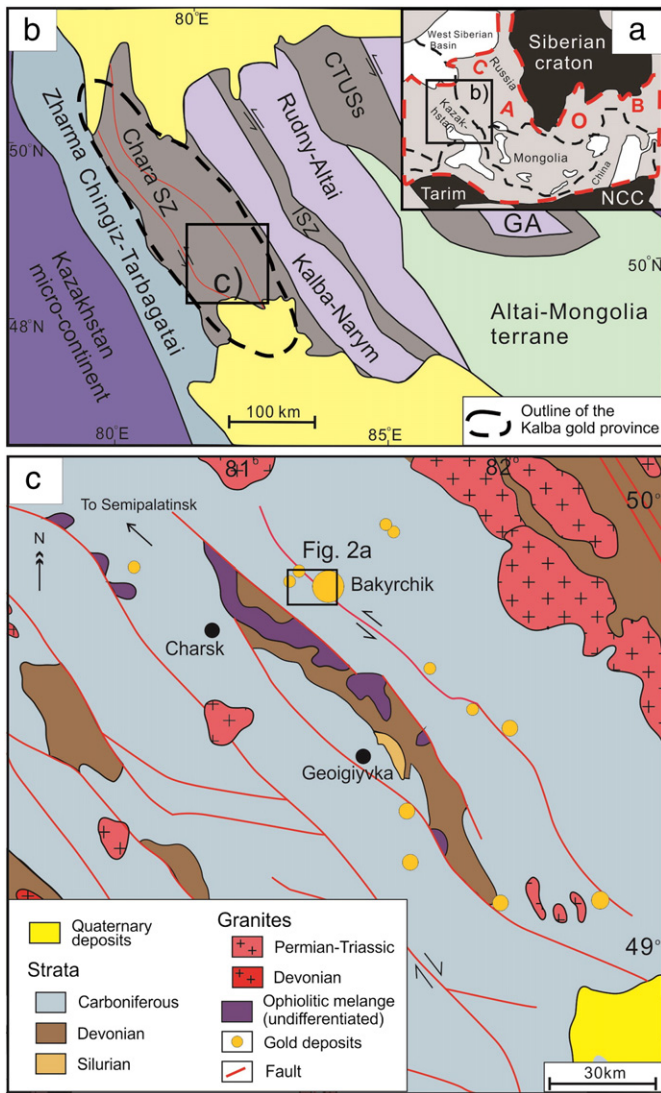 b
80°E
CTUSs
Rudny-Altai
50°N
Chara SZ
Zharma Chingiz-Tarbagatai
ISZ
c)
Kalba-Narym
Kazakhstan
micro-continent
48°N
Altai-Mongolia
terrane
GA
50°N
100 km
80°E
85°E
Outline of the
Kalba gold province
a
West Siberian
Basin
Siberian
craton
Russia
C
A
O
B
b)
Kazak-
hstan
Mongolia
China
Tarim
NCC
c
81°
82°
50°
To Semipalatinsk
N
Fig. 2a
Bakyrchik
Charsk
Geoigiyvka
49°
Quaternary
deposits
Strata
Carboniferous
Devonian
Silurian
Granites
Permian-Triassic
Devonian
Ophiolitic melange
(undifferentiated)
Gold deposits
Fault
30km